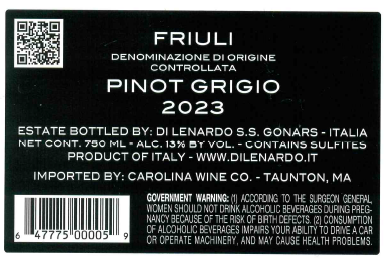 FRIULI
DENOMINAZIONE DI ORIGINE
CONTROLLATA
PINOT GRIGIO
2023
ESTATE BOTTLED BY: DI LENARDO S.S. GONARS - ITALIA
NET CONT. 750 ML - ALC. 13% BY VOL. - CONTAINS SULFITES
PRODUCT OF ITALY - WWW.DILENARDO.IT
IMPORTED BY: CAROLINA WINE CO. - TAUNTON, MA
GOVERNMENT WARNING: (1) ACCORDING TO THE SURGEON GENERAL,
WOMEN SHOULD NOT DRINK ALCOHOLIC BEVERAGES DURING PREG-
NANCY BECAUSE OF THE RISK OF BIRTH DEFECTS. (2) CONSUMPTION
OF ALCOHOLIC BEVERAGES IMPAIRS YOUR ABILITY TO DRIVE A CAR
OR OPERATE MACHINERY, AND MAY CAUSE HEALTH PROBLEMS.
6 47775 00005 9